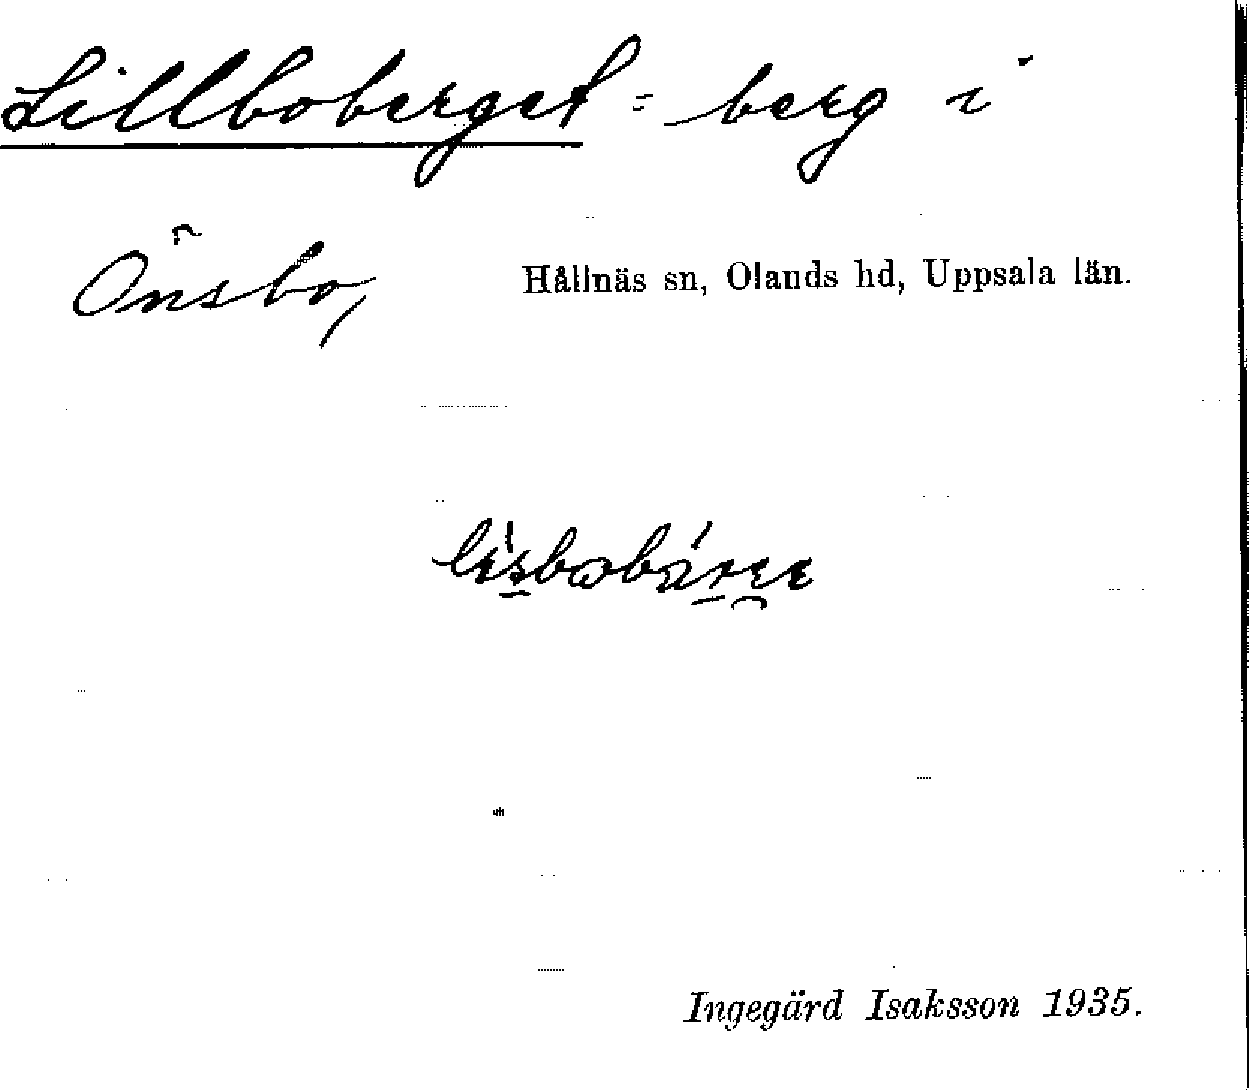 Lillboberget = berg i
Önsbo, Hållnäs sn, Olands hd, Uppsala län.
Ingegärd Isaksson 1935.